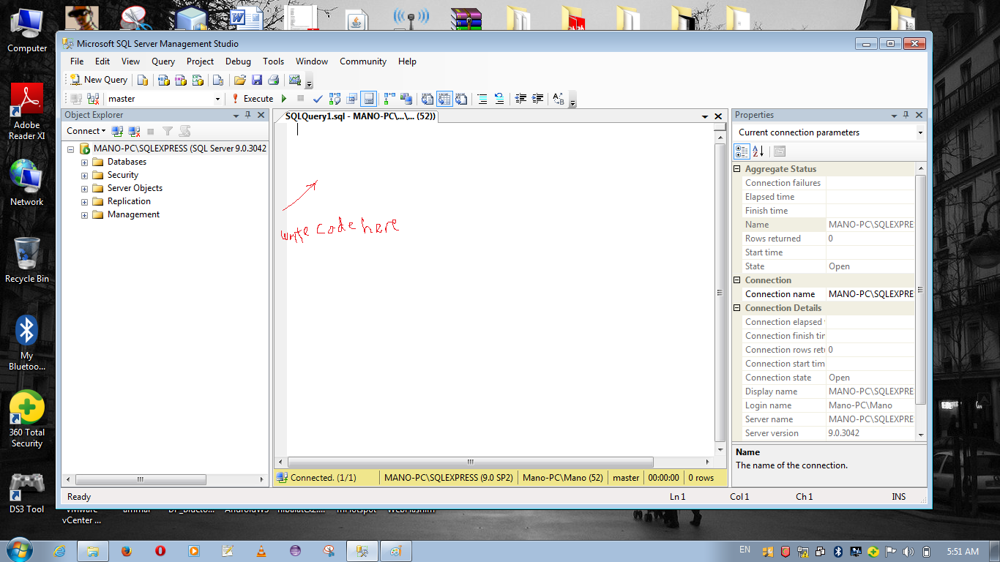 Computer
Adobe
Reader XI
Network
Recycle Bin
My
Bluetoo...
360 Total
Security
DS3 Tool
Microsoft SQL Server Management Studio
File Edit View Query Project Debug Tools Window Community Help
New Query
master Execute
Object Explorer
Connect
MANO-PC\SQLEXPRESS (SQL Server 9.0.3042
Databases
Security
Server Objects
Replication
Management
SQLQuery1.sql - MANO-PC\...\... (52))
write code here
Connected. (1/1) MANO-PC\SQLEXPRESS (9.0 SP2) Mano-PC\Mano (52) master 00:00:00 0 rows
Properties
Current connection parameters
Aggregate Status
Connection failures
Elapsed time
Finish time
Name MANO-PC\SQLEXPRES
Rows returned 0
Start time
State Open
Connection
Connection name MANO-PC\SQLEXPRE
Connection Details
Connection elapsed
Connection finish tin
Connection rows reti 0
Connection start tim
Connection state Open
Display name MANO-PC\SQLEXPRE
Login name Mano-PC\Mano
Server name MANO-PC\SQLEXPRE
Server version 9.0.3042
Name
The name of the connection.
Ready Ln 1 Col 1 Ch 1 INS
vCenter ...
EN 5:51 AM